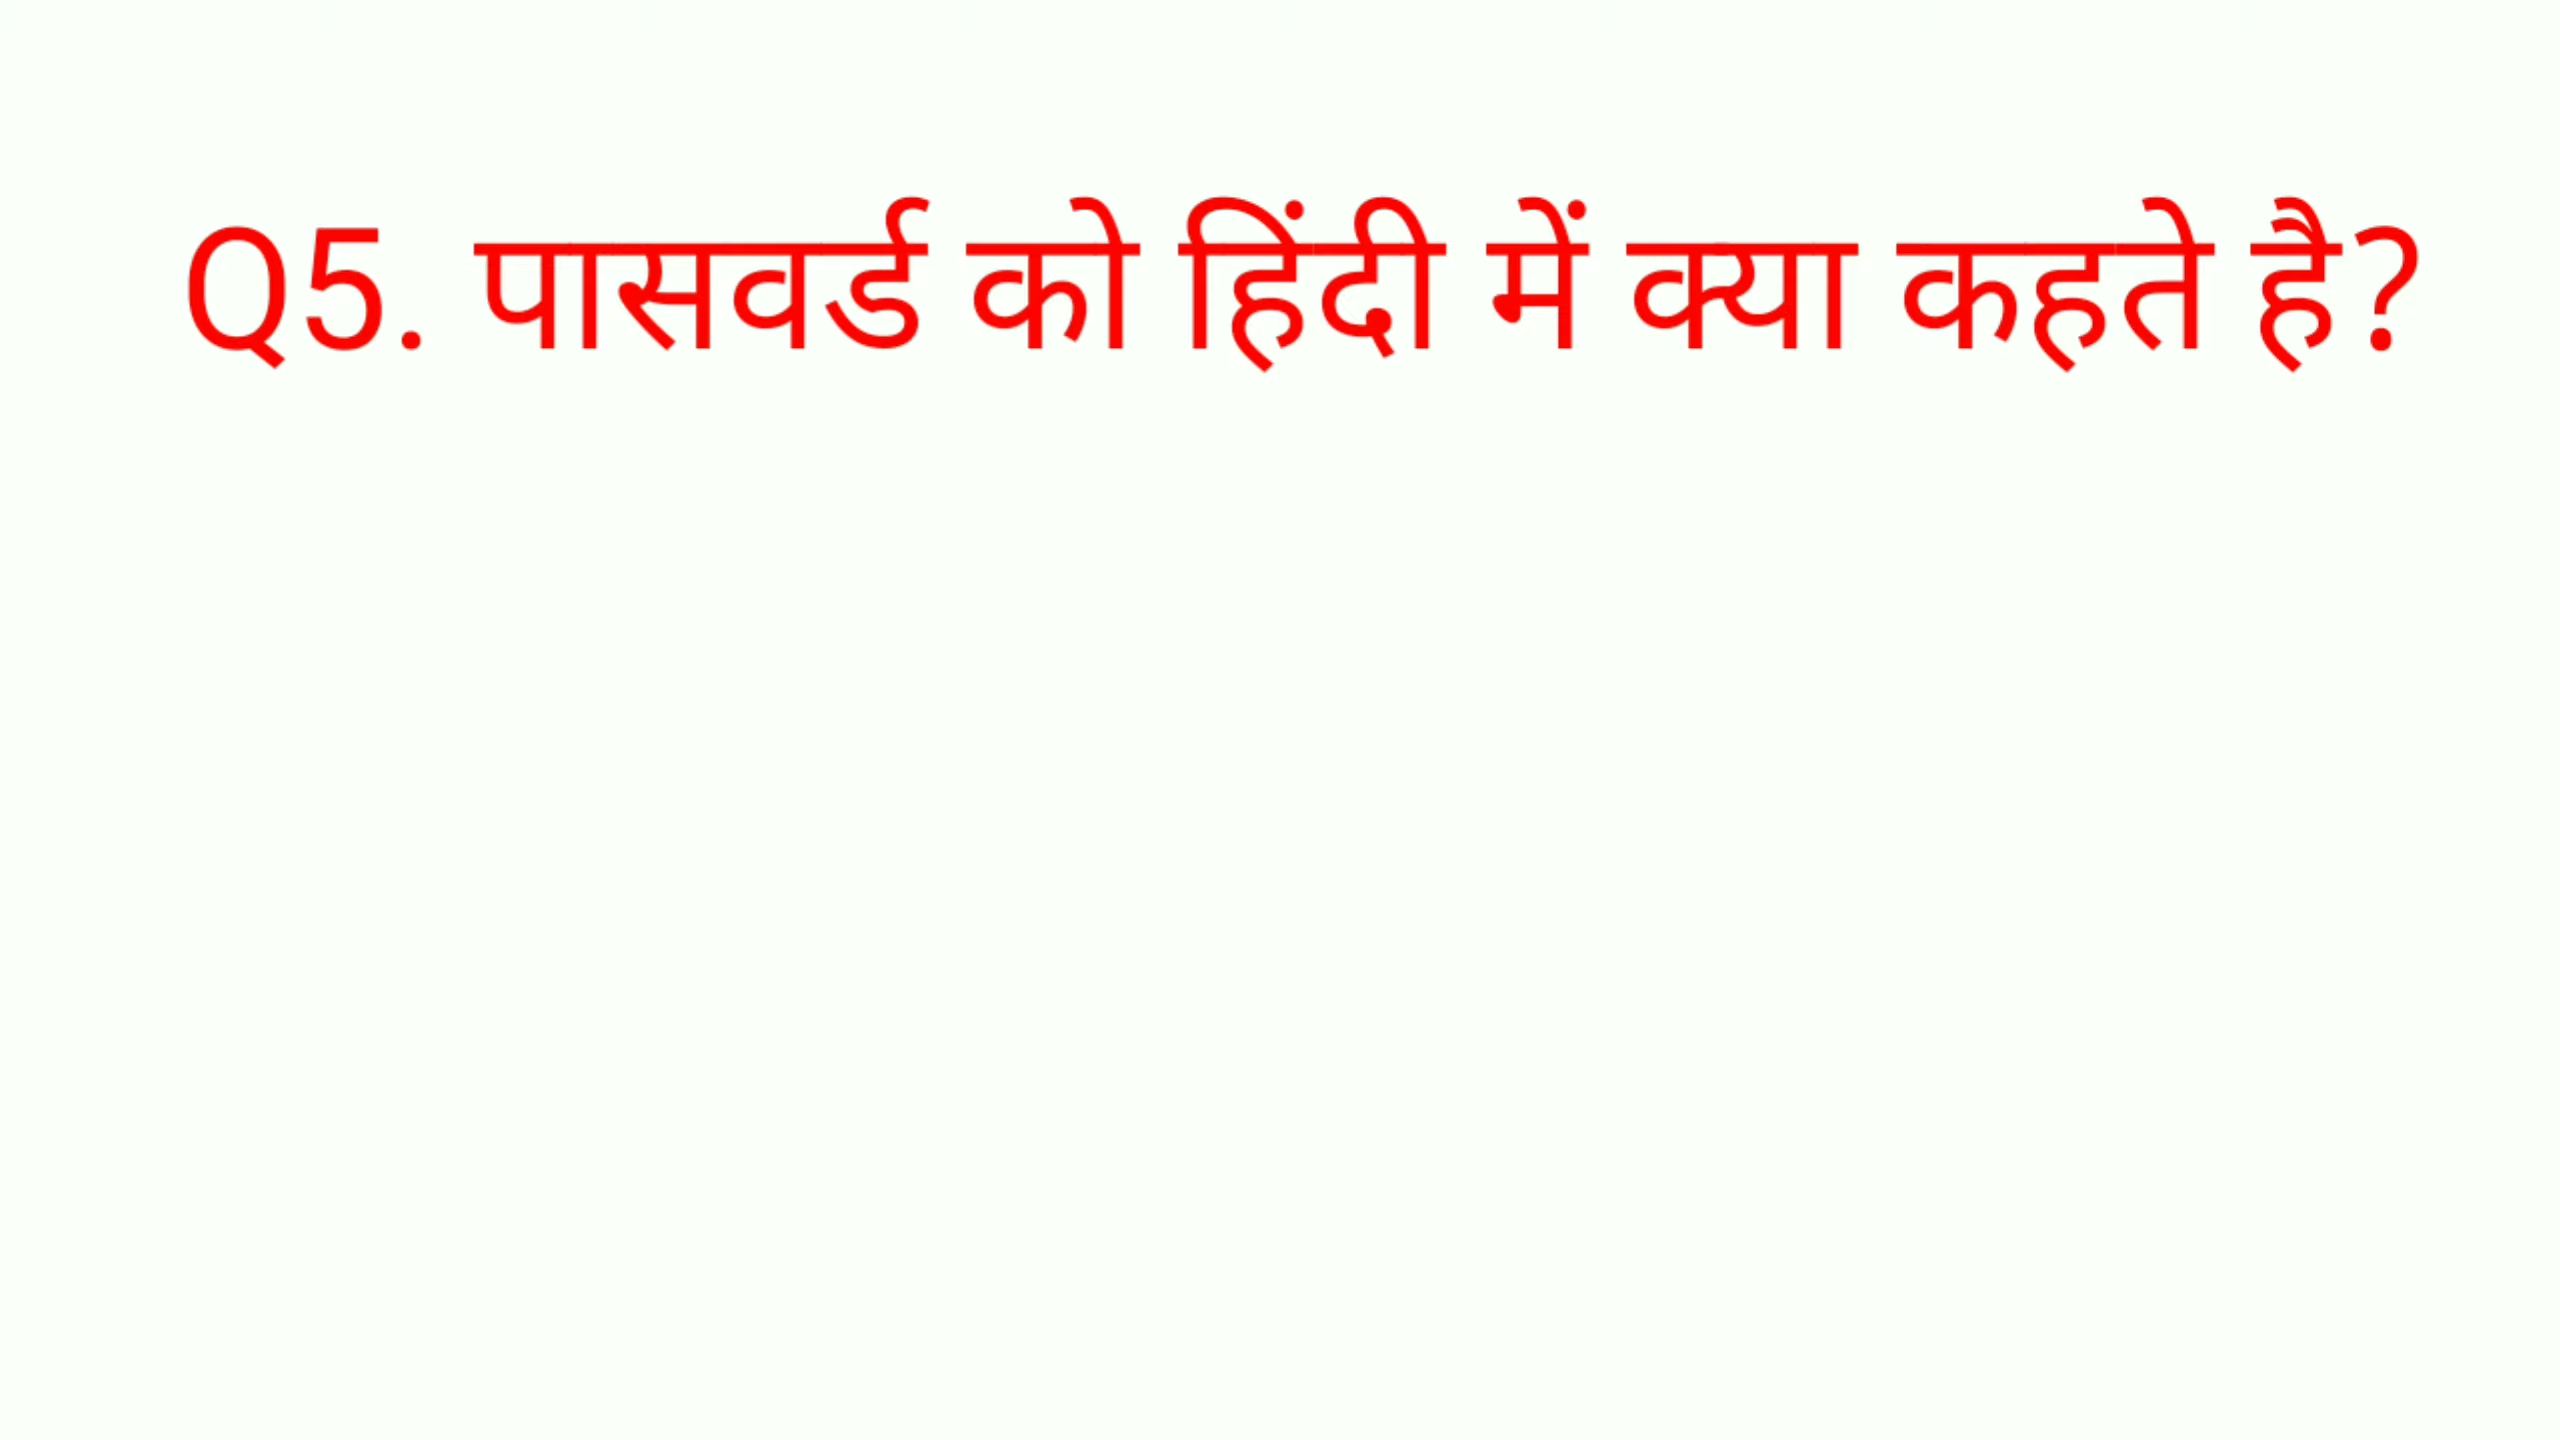 Q5. पासवर्ड को हिंदी में क्या कहते है?